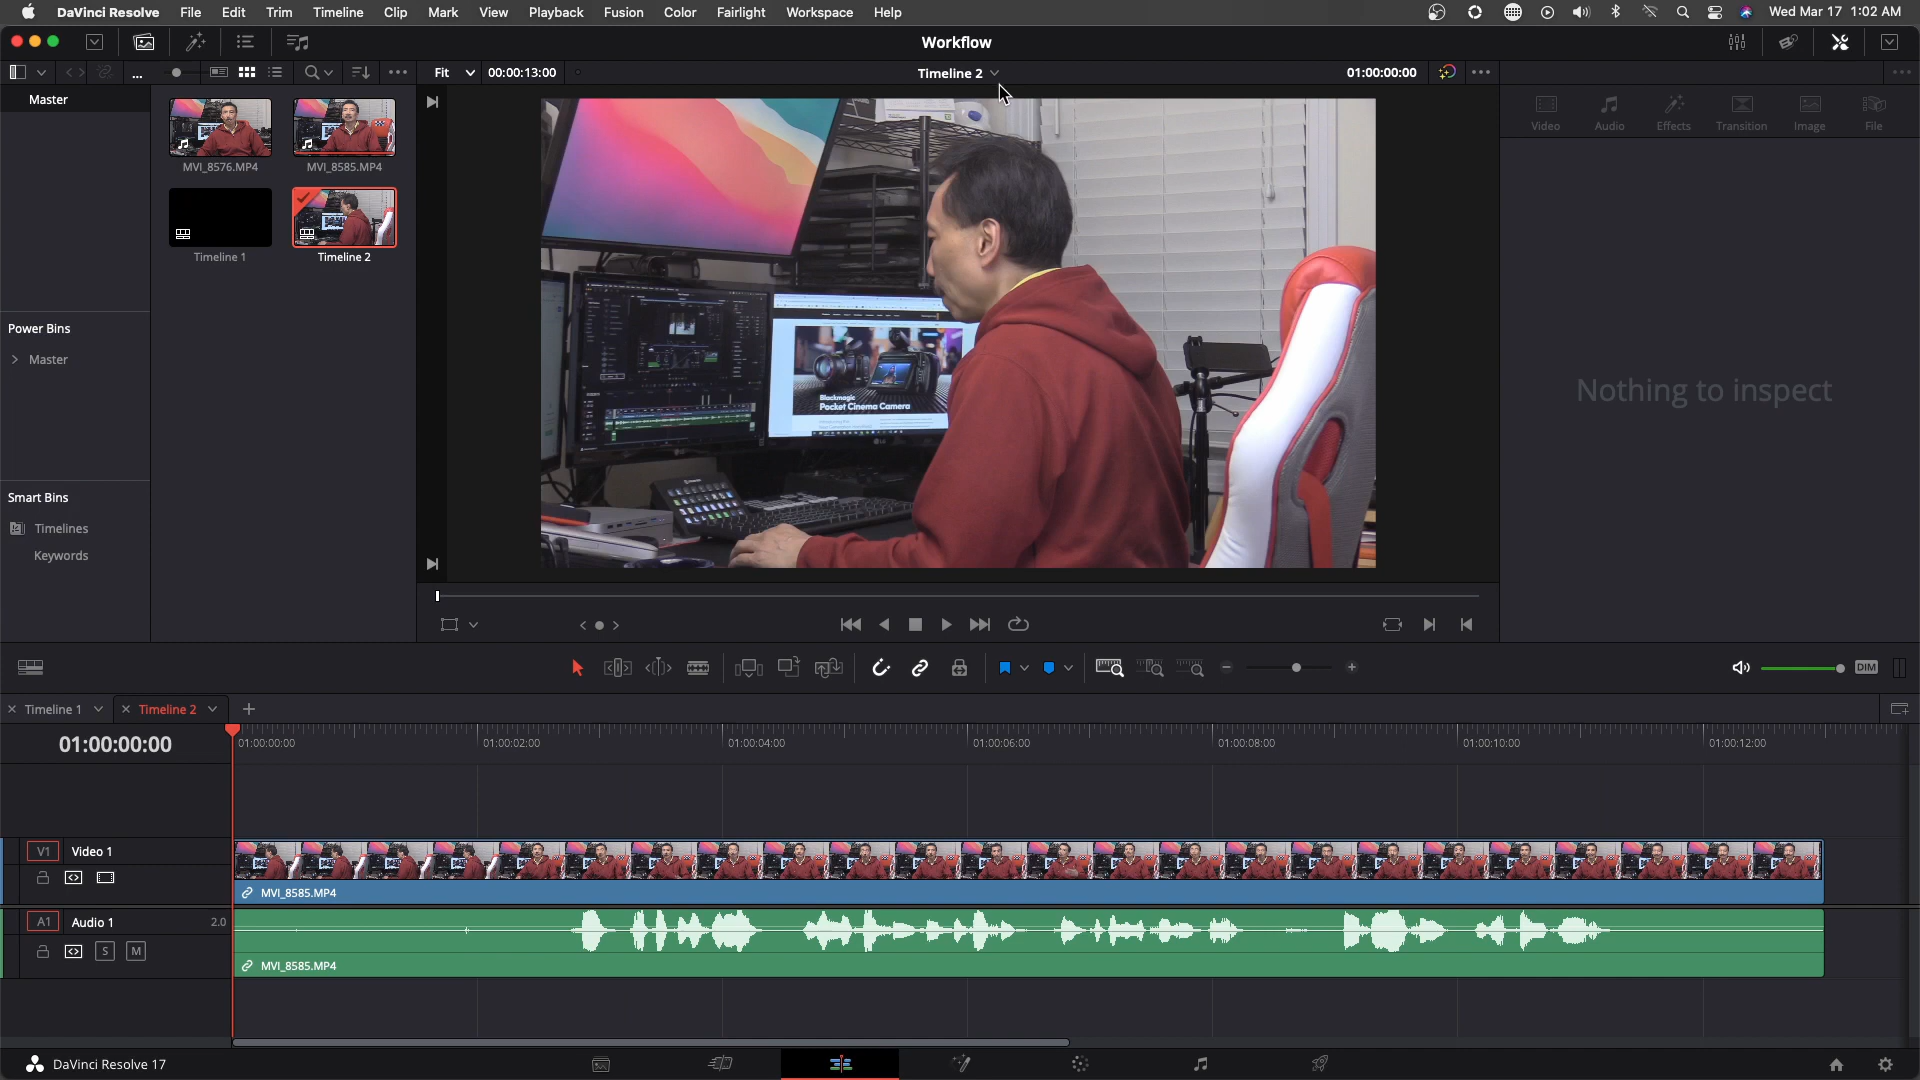 DaVinci Resolve File Edit Trim Timeline Clip Mark View Playback Fusion Color Fairlight Workspace Help Wed Mar 17 1:02 AM
Workflow
... Fit 00:00:13:00 Timeline 2 01:00:00:00
Master
MVI_8576.MP4 MVI_8585.MP4
Timeline 1 Timeline 2
Power Bins
Master
Smart Bins
Timelines
Keywords
Blackmagic
Pocket Cinema Camera
LG
Video Audio Effects Transition Image File
Nothing to inspect
DIM
Timeline 1 Timeline 2
01:00:00:00
01:00:00:00 01:00:02:00 01:00:04:00 01:00:06:00 01:00:08:00 01:00:10:00 01:00:12:00
V1 Video 1
MVI_8585.MP4
A1 Audio 1 2.0
S M
MVI_8585.MP4
DaVinci Resolve 17